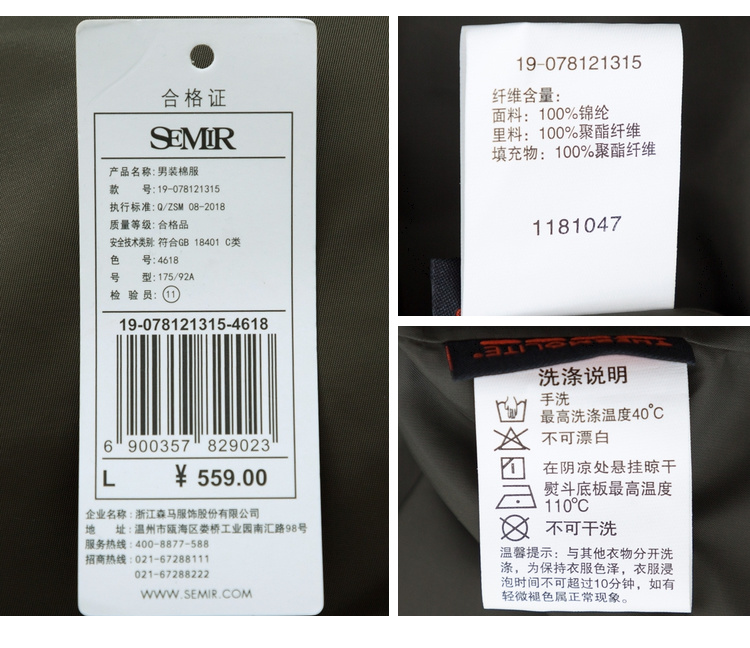 合格证
SEMIR
产品名称:男装棉服
款 号:19-078121315
执行标准:Q/ZSM 08-2018
质量等级:合格品
安全技术类别:符合GB 18401 C类
色 号:4618
号 型:175/92A
检 验 员:⑪
19-078121315-4618
6 900357 829023
L ¥ 559.00
企业名称:浙江森马服饰股份有限公司
地 址:温州市瓯海区娄桥工业园南汇路98号
服务热线:400-8877-588
招商热线:021-67288111
021-67288222
WWW.SEMIR.COM
19-078121315
纤维含量:
面料: 100%锦纶
里料: 100%聚酯纤维
填充物: 100%聚酯纤维
1181047
洗涤说明
手洗
最高洗涤温度40°C
不可漂白
在阴凉处悬挂晾干
熨斗底板最高温度
110°C
不可干洗
温馨提示: 与其他衣物分开洗
涤, 为保持衣服色泽, 衣服浸
泡时间不可超过10分钟, 如有
轻微褪色属正常现象。